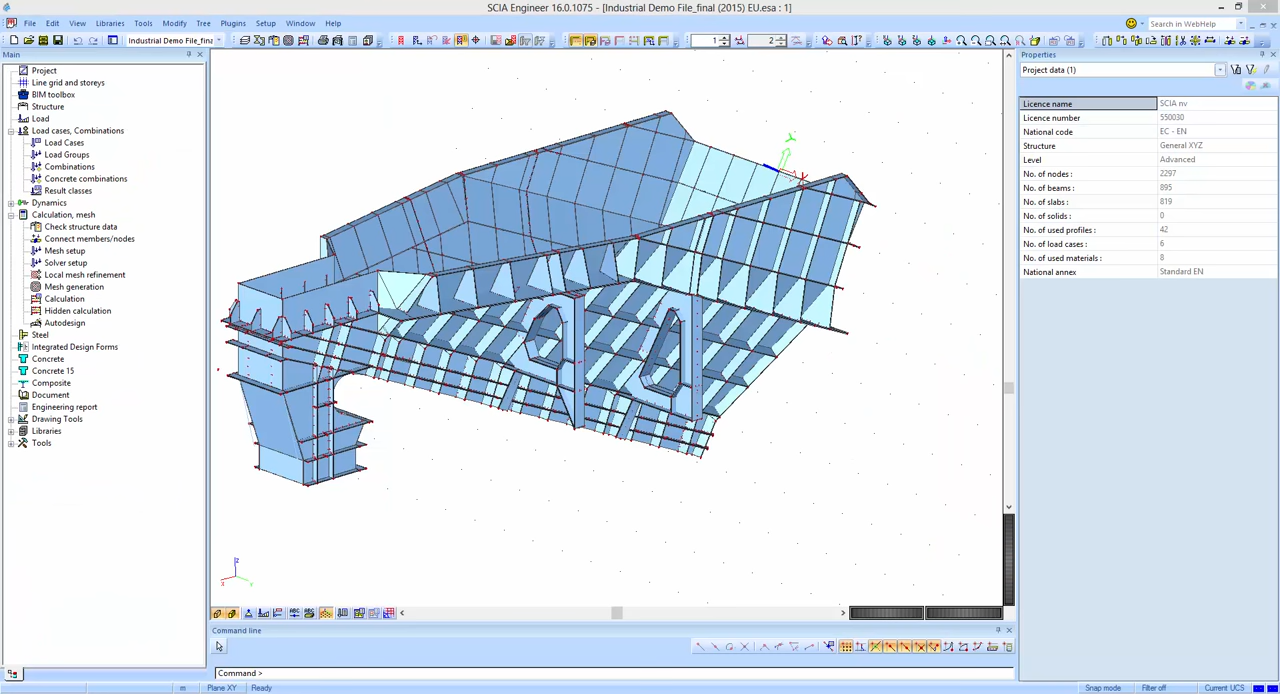 SCIA Engineer 16.0.1075 - [Industrial Demo File_final (2015) EU.esa : 1]
File Edit View Libraries Tools Modify Tree Plugins Setup Window Help
Search in WebHelp
Industrial Demo File_fina
1
2
Main
Properties
Project
Line grid and storeys
BIM toolbox
Structure
Load
Load cases, Combinations
Load Cases
Load Groups
Combinations
Concrete combinations
Result classes
Dynamics
Calculation, mesh
Check structure data
Connect members/nodes
Mesh setup
Solver setup
Local mesh refinement
Mesh generation
Calculation
Hidden calculation
Autodesign
Steel
Integrated Design Forms
Concrete
Concrete 15
Composite
Document
Engineering report
Drawing Tools
Libraries
Tools
Project data (1)
Licence name SCIA nv
Licence number 550030
National code EC - EN
Structure General XYZ
Level Advanced
No. of nodes : 2297
No. of beams : 895
No. of slabs : 819
No. of solids : 0
No. of used profiles : 42
No. of load cases : 6
No. of used materials : 8
National annex Standard EN
Command line
Command >
m Plane XY Ready
Snap mode Filter off Current UCS